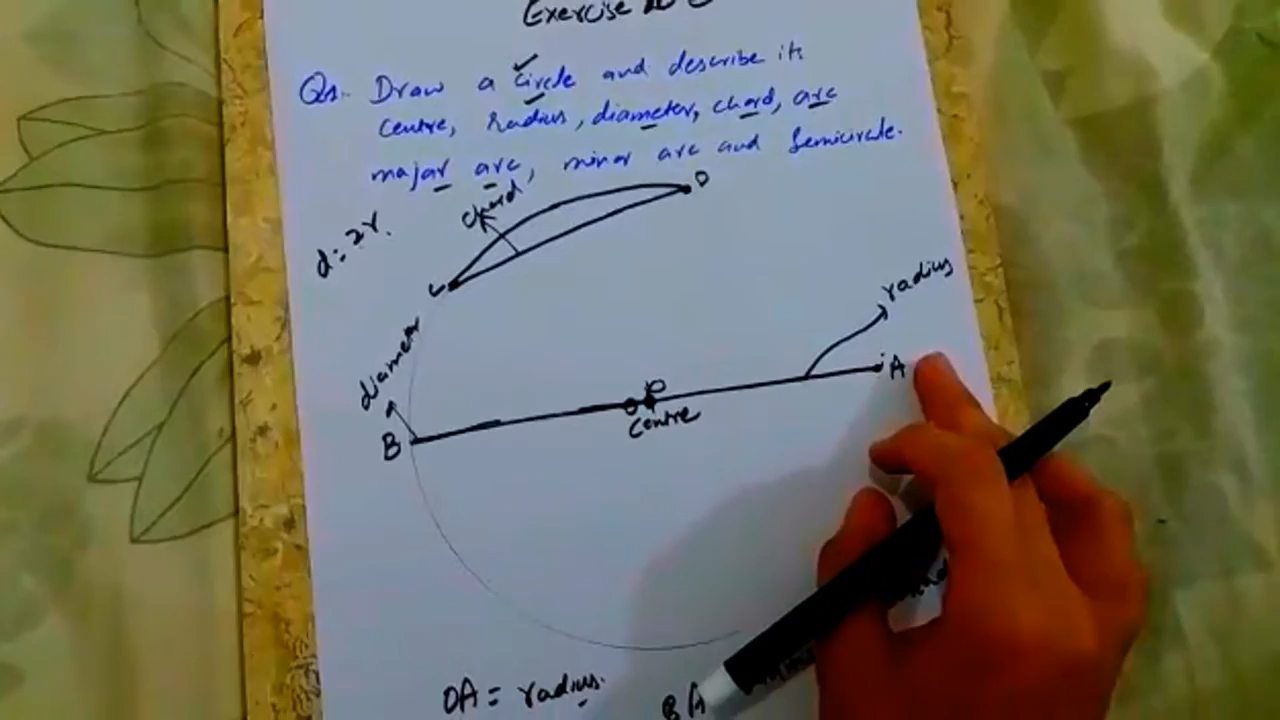 Exercise
Qs:- Draw a circle and describe its
centre, radius, diameter, chord, arc
major arc, minor arc and Semicircle.
chord
D
d = 2r.
C
radius
diameter
A
O
centre
B
OA = radius.
BA